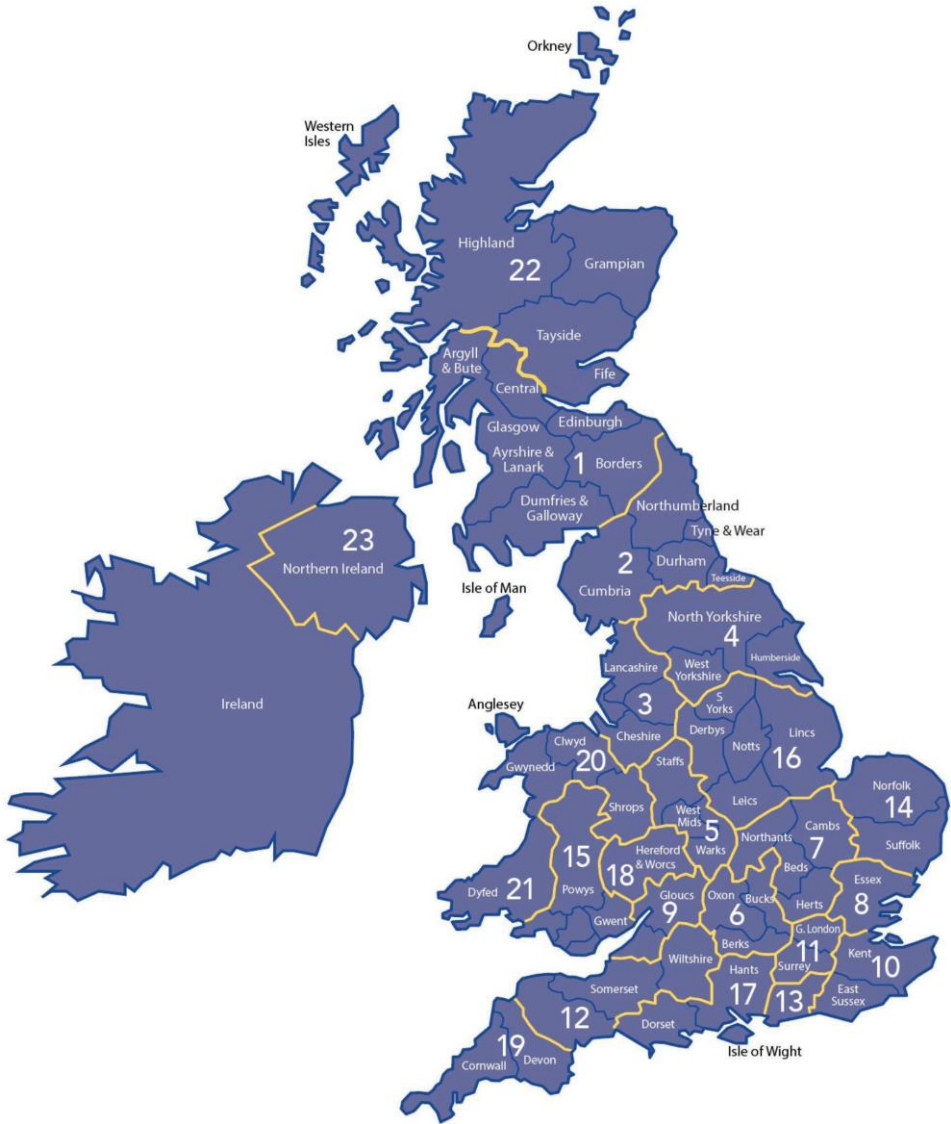 Orkney
Western
Isles
Highland
22
Grampian
Tayside
Argyll
& Bute
Fife
Central
Edinburgh
Glasgow
Ayrshire &
Lanark
1
Borders
Dumfries &
Galloway
Northumberland
Tyne & Wear
23
Northern Ireland
2
Durham
Teesside
Cumbria
Isle of Man
North Yorkshire
4
Humberside
West
Yorkshire
Lancashire
Ireland
3
S
Yorks
Anglesey
Cheshire
Derbys
Lincs
Clwyd
20
Notts
Staffs
16
Gwynedd
Norfolk
14
Shrops
Leics
West
Mids
5
Cambs
7
Northants
Warks
Suffolk
Hereford
& Worcs
18
15
Beds
Essex
8
Dyfed
21
Powys
Gloucs
9
Oxon
Bucks
6
Herts
Gwent
G. London
11
Berks
Kent
10
Wiltshire
Surrey
Hants
17
East
Sussex
13
Somerset
12
Dorset
Isle of Wight
19
Devon
Cornwall